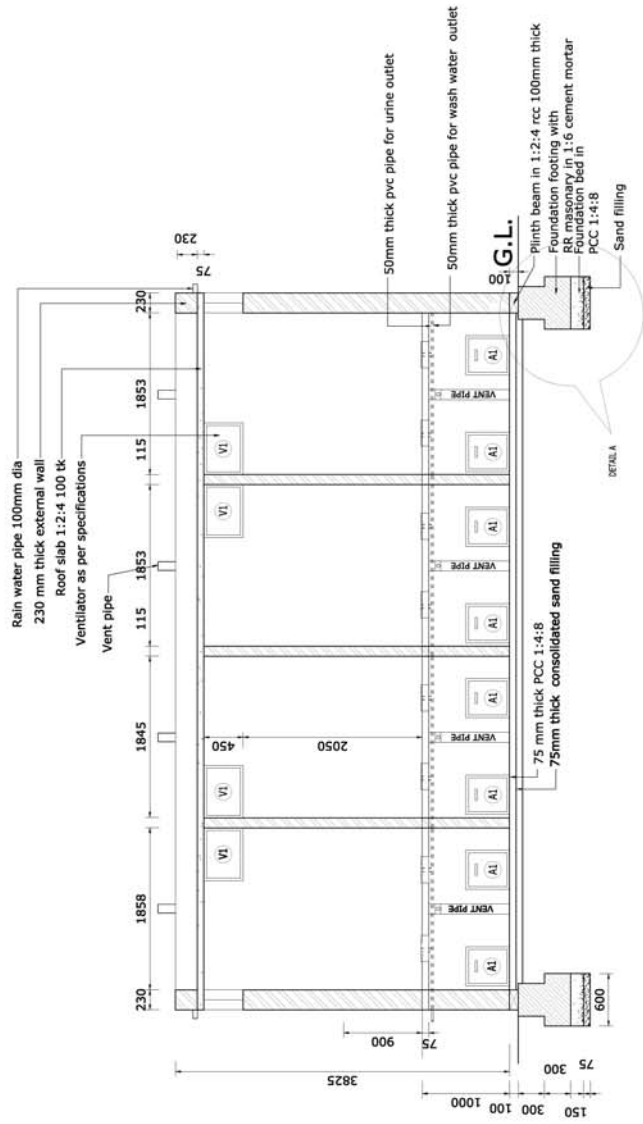 Rain water pipe 100mm dia
230 mm thick external wall
Roof slab 1:2:4 100 tk
Ventilator as per specifications
Vent pipe
230
1858
1845
115
1853
115
1853
230
230
75
V1
V1
V1
V1
450
2050
50mm thick pvc pipe for urine outlet
50mm thick pvc pipe for wash water outlet
G.L.
100
Plinth beam in 1:2:4 rcc 100mm thick
Foundation footing with
RR masonary in 1:6 cement mortar
Foundation bed in
PCC 1:4:8
Sand filling
VENT PIPE
VENT PIPE
VENT PIPE
VENT PIPE
A1
A1
A1
A1
A1
A1
A1
A1
75 mm thick PCC 1:4:8
75mm thick consolidated sand filling
DETAIL A
900
75
3825
1000
100
300
300
150
75
600